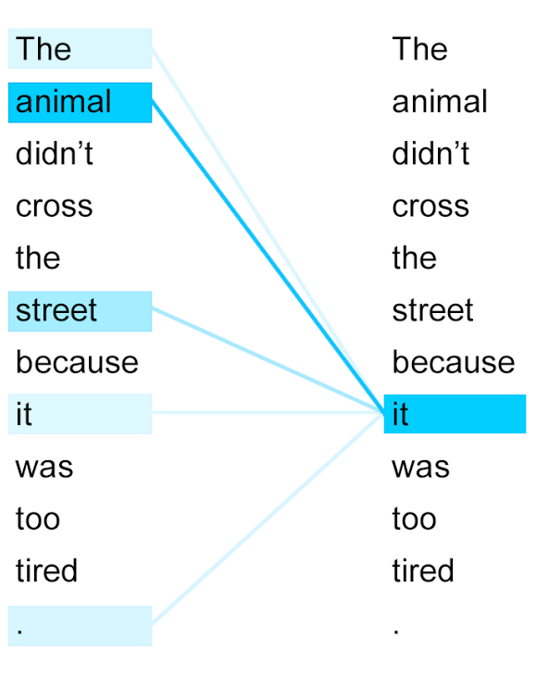 The
animal
didn’t
cross
the
street
because
it
was
too
tired
.
The
animal
didn’t
cross
the
street
because
it
was
too
tired
.